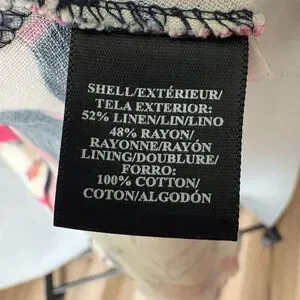 SHELL/EXTÉRIEUR/
TELA EXTERIOR:
52% LINEN/LIN/LINO
48% RAYON/
RAYONNE/RAYÓN
LINING/DOUBLURE/
FORRO:
100% COTTON/
COTON/ALGODÓN